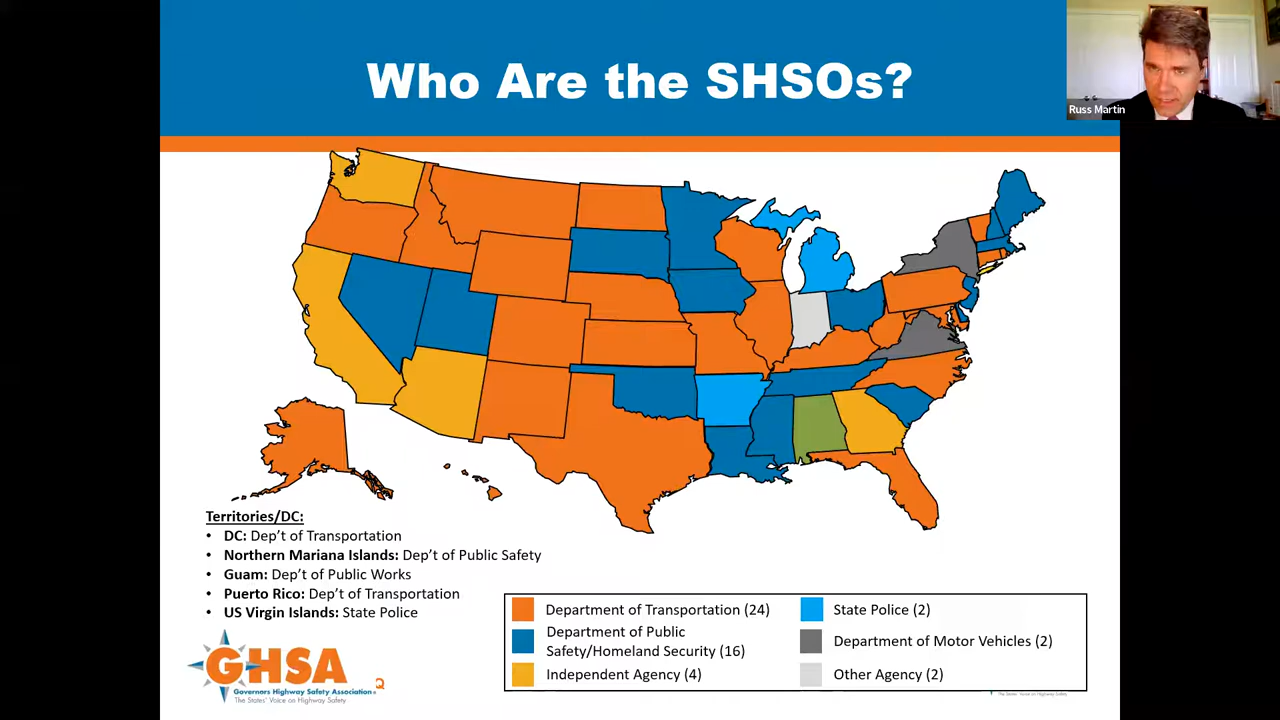 Who Are the SHSOs?
Russ Martin
Territories/DC:
• DC: Dep’t of Transportation
• Northern Mariana Islands: Dep’t of Public Safety
• Guam: Dep’t of Public Works
• Puerto Rico: Dep’t of Transportation
• US Virgin Islands: State Police
Department of Transportation (24)
Department of Public
Safety/Homeland Security (16)
Independent Agency (4)
State Police (2)
Department of Motor Vehicles (2)
Other Agency (2)
GHSA
Governors Highway Safety Association
The States' Voice on Highway Safety